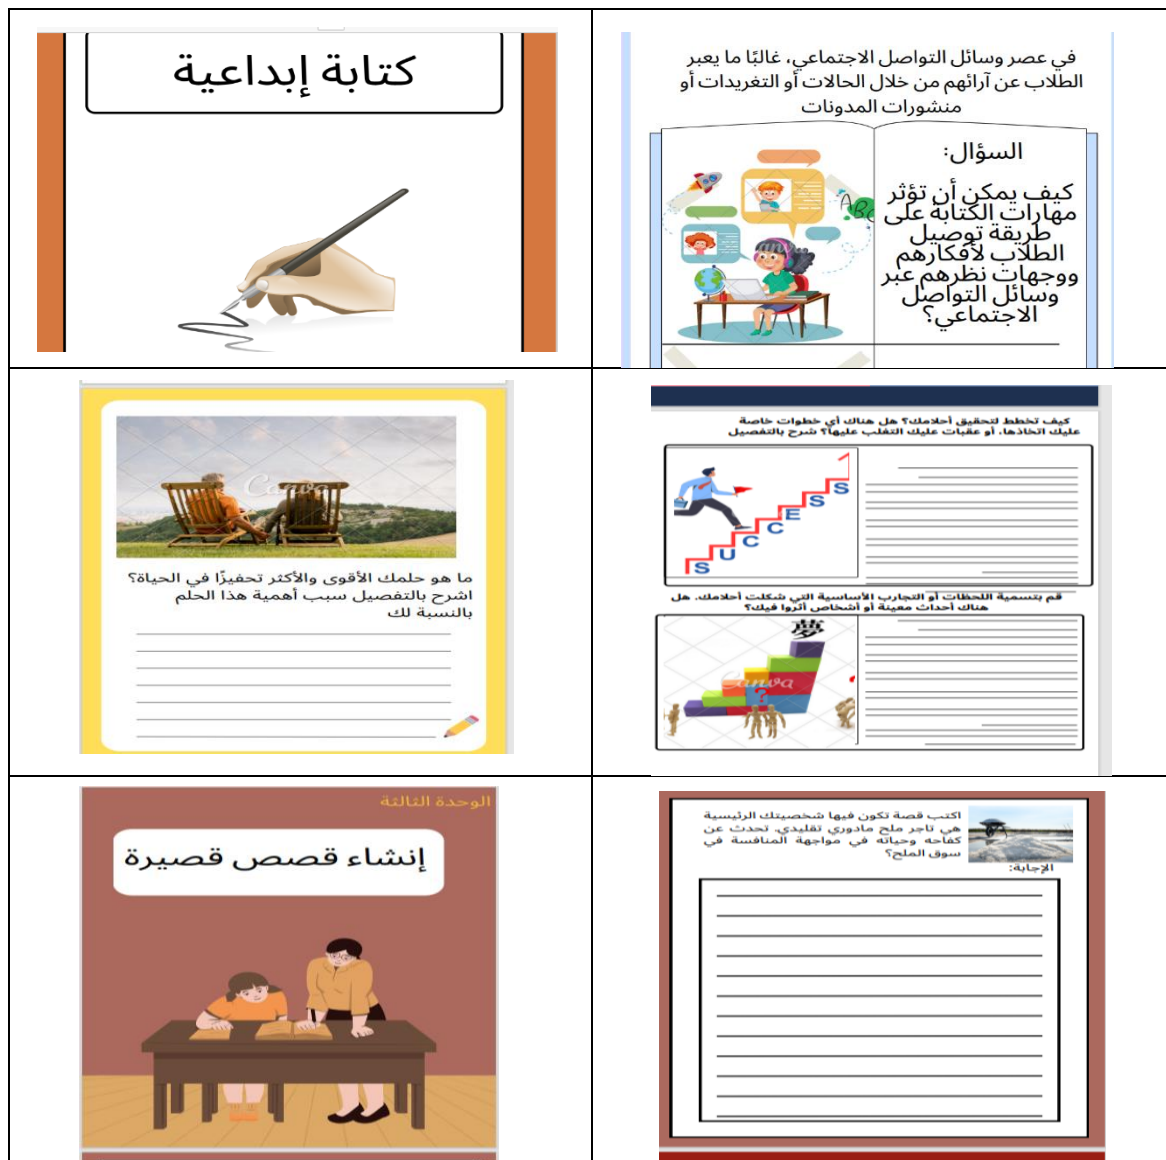 كتابة إبداعية
في عصر وسائل التواصل الاجتماعي، غالبًا ما يعبر
الطلاب عن آرائهم من خلال الحالات أو التغريدات أو
منشورات المدونات
السؤال:
كيف يمكن أن تؤثر
مهارات الكتابة على
طريقة توصيل
الطلاب لأفكارهم
ووجهات نظرهم عبر
وسائل التواصل
الاجتماعي؟
ABC
Canva
ما هو حلمك الأقوى والأكثر تحفيزًا في الحياة؟
اشرح بالتفصيل سبب أهمية هذا الحلم
بالنسبة لك
كيف تخطط لتحقيق أحلامك؟ هل هناك أي خطوات خاصة
عليك اتخاذها، أو عقبات عليك التغلب عليها؟ شرح بالتفصيل
SUCCESS
قم بتسمية اللحظات أو التجارب الأساسية التي شكلت أحلامك. هل
هناك أحداث معينة أو أشخاص أثروا فيك؟
夢
Canva
?
?
الوحدة الثالثة
إنشاء قصص قصيرة
اكتب قصة تكون فيها شخصيتك الرئيسية
هي تاجر ملح مادوري تقليدي. تحدث عن
كفاحه وحياته في مواجهة المنافسة في
سوق الملح؟
الإجابة: